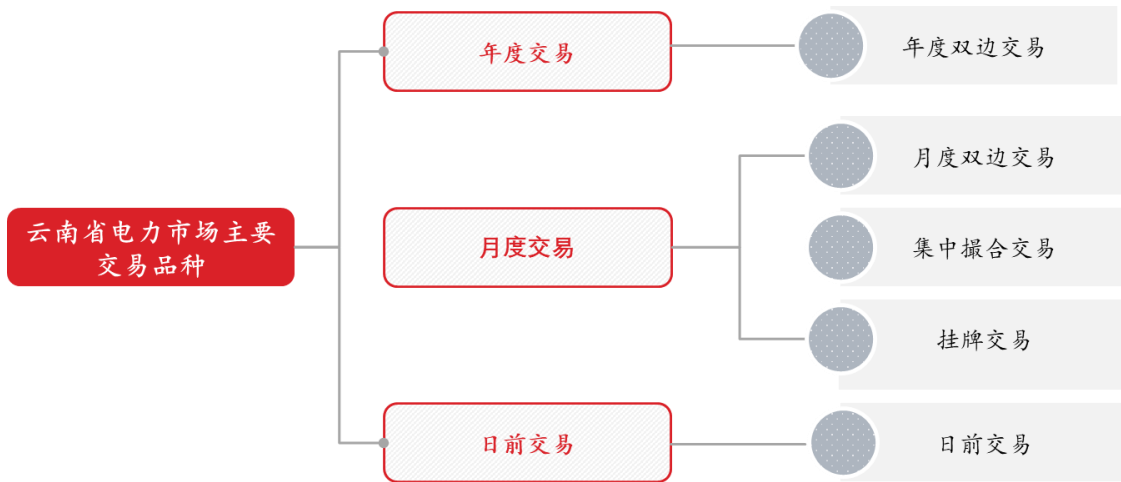 云南省电力市场主要
交易品种
年度交易
年度双边交易
月度交易
月度双边交易
集中撮合交易
挂牌交易
日前交易
日前交易